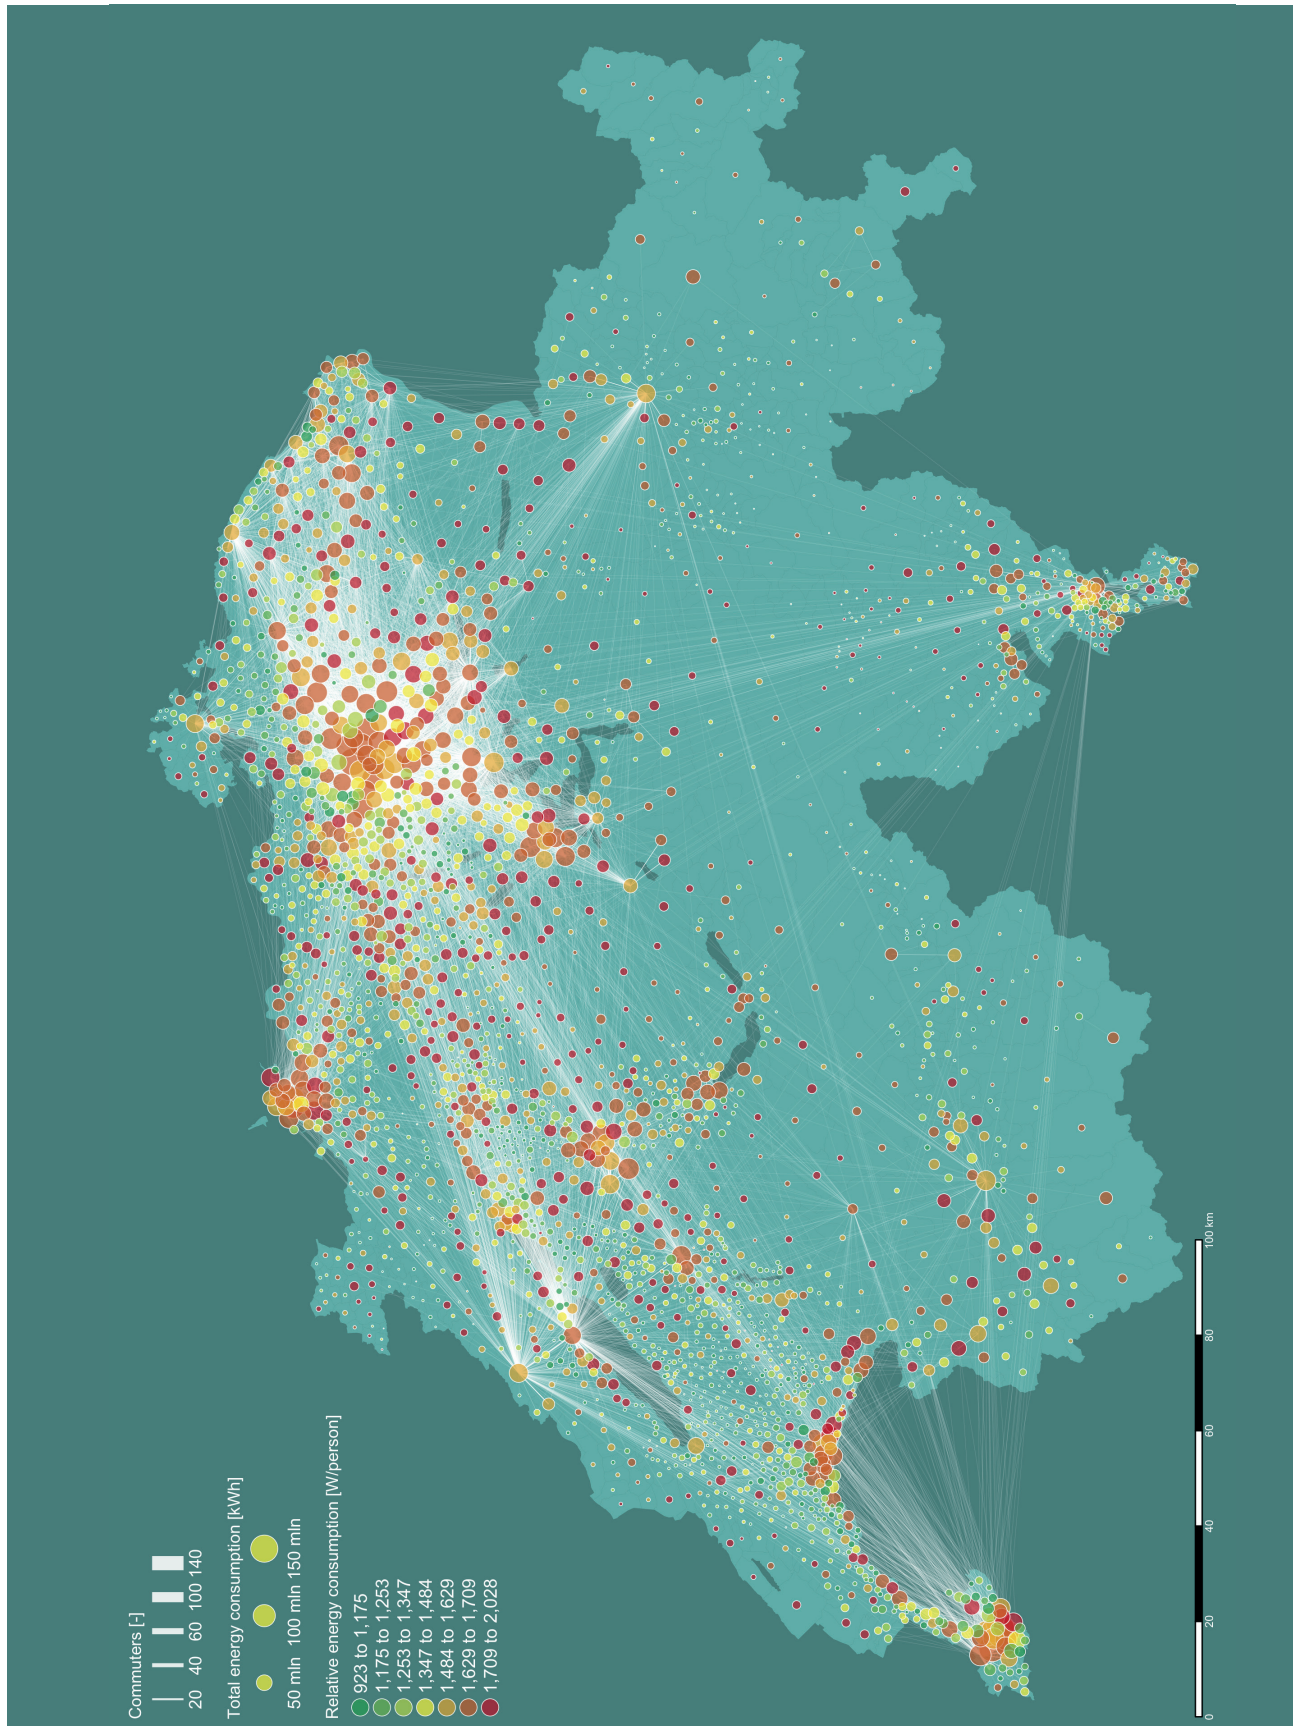 Commuters [-]
20 40 60 100 140
Total energy consumption [kWh]
50 mln 100 mln 150 mln
Relative energy consumption [W/person]
923 to 1,175
1,175 to 1,253
1,253 to 1,347
1,347 to 1,484
1,484 to 1,629
1,629 to 1,709
1,709 to 2,028
0 20 40 60 80 100 km